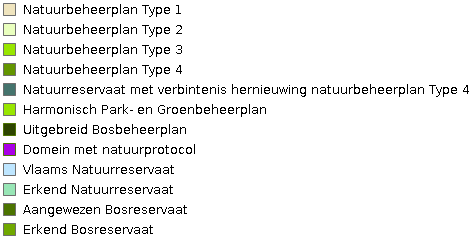 Natuurbeheerplan Type 1
Natuurbeheerplan Type 2
Natuurbeheerplan Type 3
Natuurbeheerplan Type 4
Natuurreservaat met verbintenis hernieuwing natuurbeheerplan Type 4
Harmonisch Park- en Groenbeheerplan
Uitgebreid Bosbeheerplan
Domein met natuurprotocol
Vlaams Natuurreservaat
Erkend Natuurreservaat
Aangewezen Bosreservaat
Erkend Bosreservaat